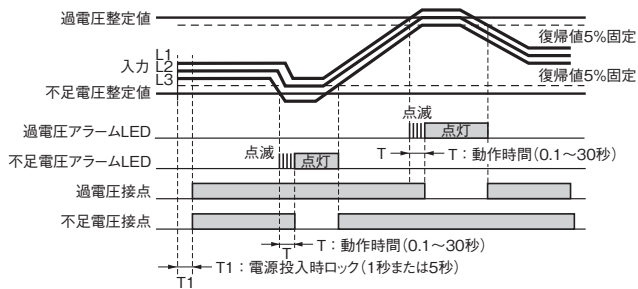 過電圧整定値
復帰値5%固定
L1
入力
L2
L3
復帰値5%固定
不足電圧整定値
点滅
過電圧アラームLED
点灯
点滅
T
T：動作時間（0.1～30秒）
不足電圧アラームLED
点灯
過電圧接点
不足電圧接点
T
T：動作時間（0.1～30秒）
T1
T1：電源投入時ロック（1秒または5秒）